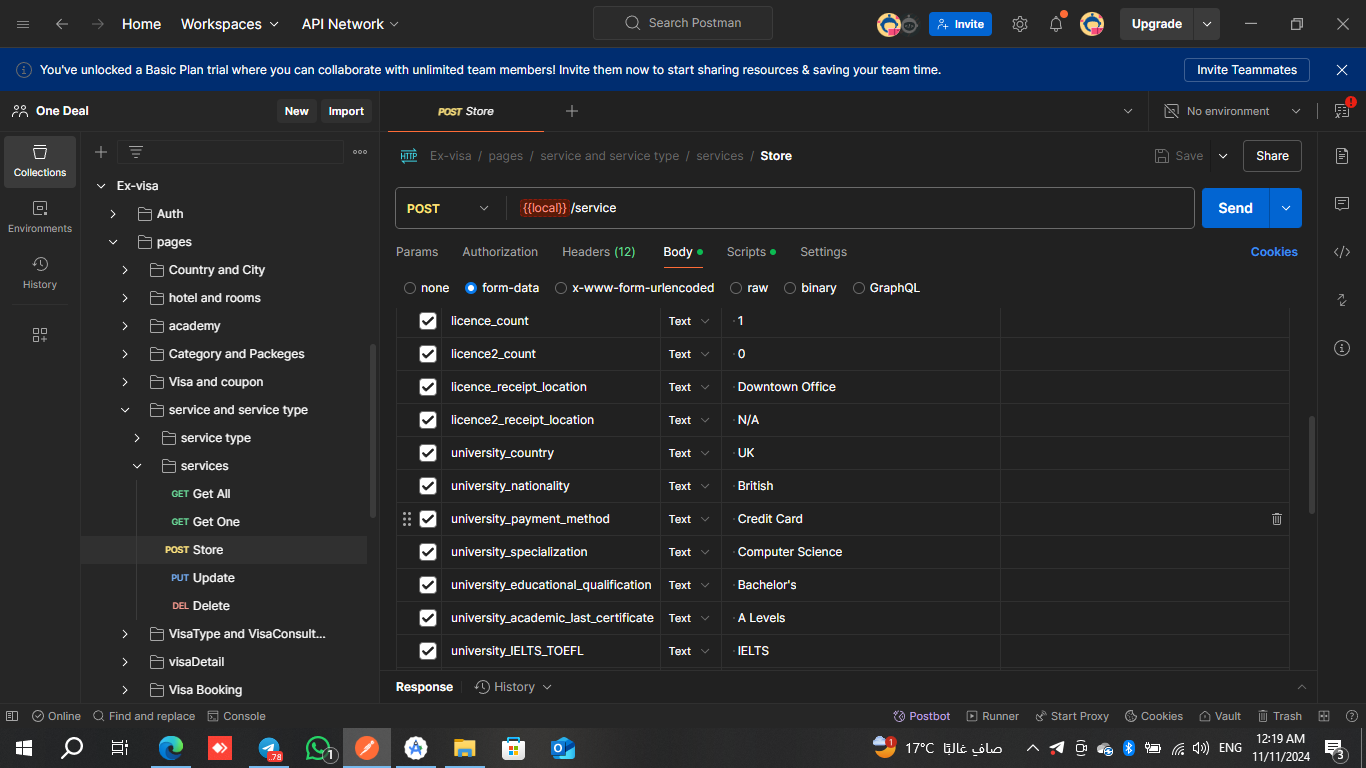 Home
Workspaces
API Network
Search Postman
Invite
Upgrade
You've unlocked a Basic Plan trial where you can collaborate with unlimited team members! Invite them now to start sharing resources & saving your team time.
Invite Teammates
One Deal
New
Import
POST Store
No environment
Collections
Environments
History
Ex-visa
Auth
pages
Country and City
hotel and rooms
academy
Category and Packeges
Visa and coupon
service and service type
service type
services
GET Get All
GET Get One
POST Store
PUT Update
DEL Delete
VisaType and VisaConsult...
visaDetail
Visa Booking
HTTP Ex-visa / pages / service and service type / services / Store
Save
Share
POST
{{local}} /service
Send
Params
Authorization
Headers (12)
Body
Scripts
Settings
Cookies
none
form-data
x-www-form-urlencoded
raw
binary
GraphQL
licence_count Text 1
licence2_count Text 0
licence_receipt_location Text Downtown Office
licence2_receipt_location Text N/A
university_country Text UK
university_nationality Text British
university_payment_method Text Credit Card
university_specialization Text Computer Science
university_educational_qualification Text Bachelor's
university_academic_last_certificate Text A Levels
university_IELTS_TOEFL Text IELTS
Response
History
Online
Find and replace
Console
Postbot
Runner
Start Proxy
Cookies
Vault
Trash
78
1
1
17°C صافٍ غالبًا
ENG
12:19 AM
11/11/2024
3